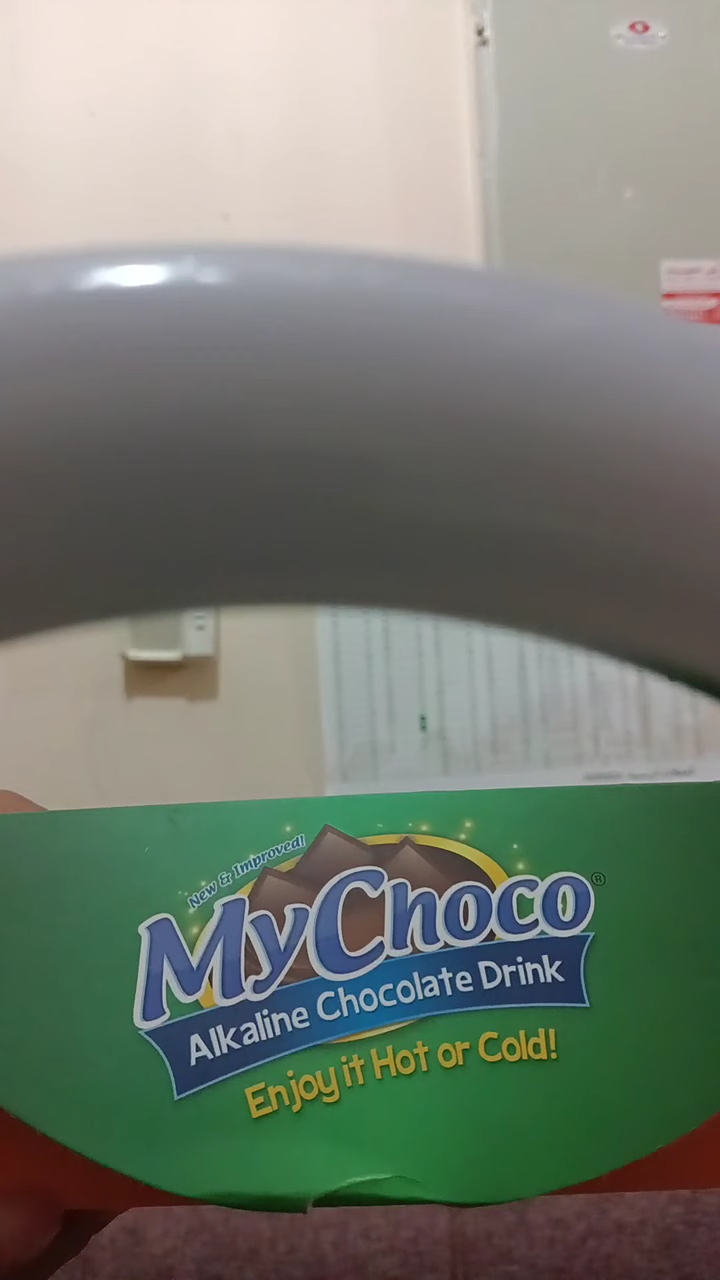 New & Improved!
MyChoco®
Alkaline Chocolate Drink
Enjoy it Hot or Cold!